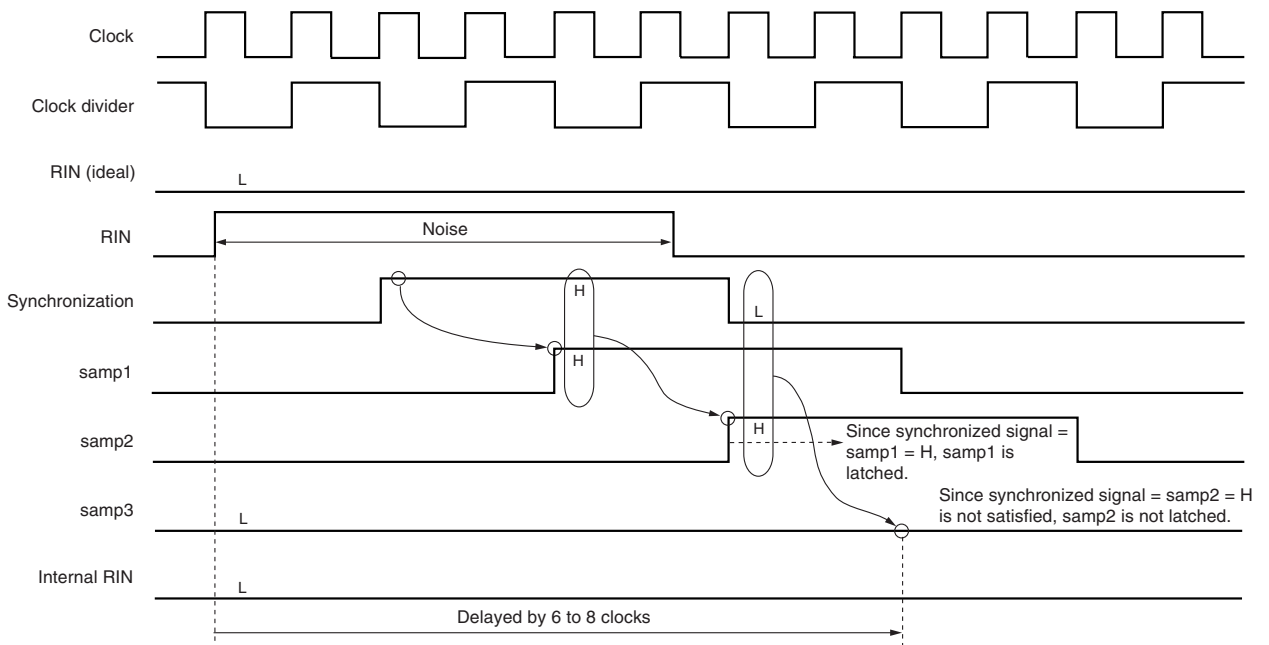 Clock
Clock divider
RIN (ideal)
L
RIN
Noise
Synchronization
H
L
samp1
H
samp2
H
Since synchronized signal =
samp1 = H, samp1 is
latched.
samp3
L
Since synchronized signal = samp2 = H
is not satisfied, samp2 is not latched.
Internal RIN
L
Delayed by 6 to 8 clocks